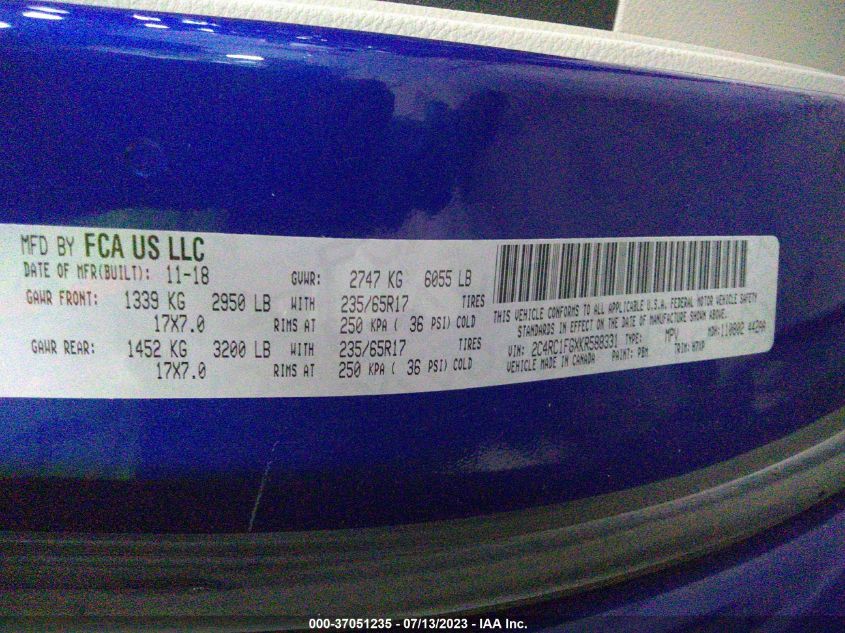 MFD BY FCA US LLC
DATE OF MFR(BUILT): 11-18 GVWR: 2747 KG 6055 LB
GAWR FRONT: 1339 KG 2950 LB WITH 235/65R17 TIRES
17X7.0 RIMS AT 250 KPA ( 36 PSI) COLD
GAWR REAR: 1452 KG 3200 LB WITH 235/65R17 TIRES
17X7.0 RIMS AT 250 KPA ( 36 PSI) COLD
THIS VEHICLE CONFORMS TO ALL APPLICABLE U.S.A. FEDERAL MOTOR VEHICLE SAFETY
STANDARDS IN EFFECT ON THE DATE OF MANUFACTURE SHOWN ABOVE.
VIN: 2C4RC1FGXKR598331 TYPE: MPV MDH: 110802 442AA
VEHICLE MADE IN CANADA PAINT: PBM TRIM:
000-37051235 - 07/13/2023 - IAA Inc.